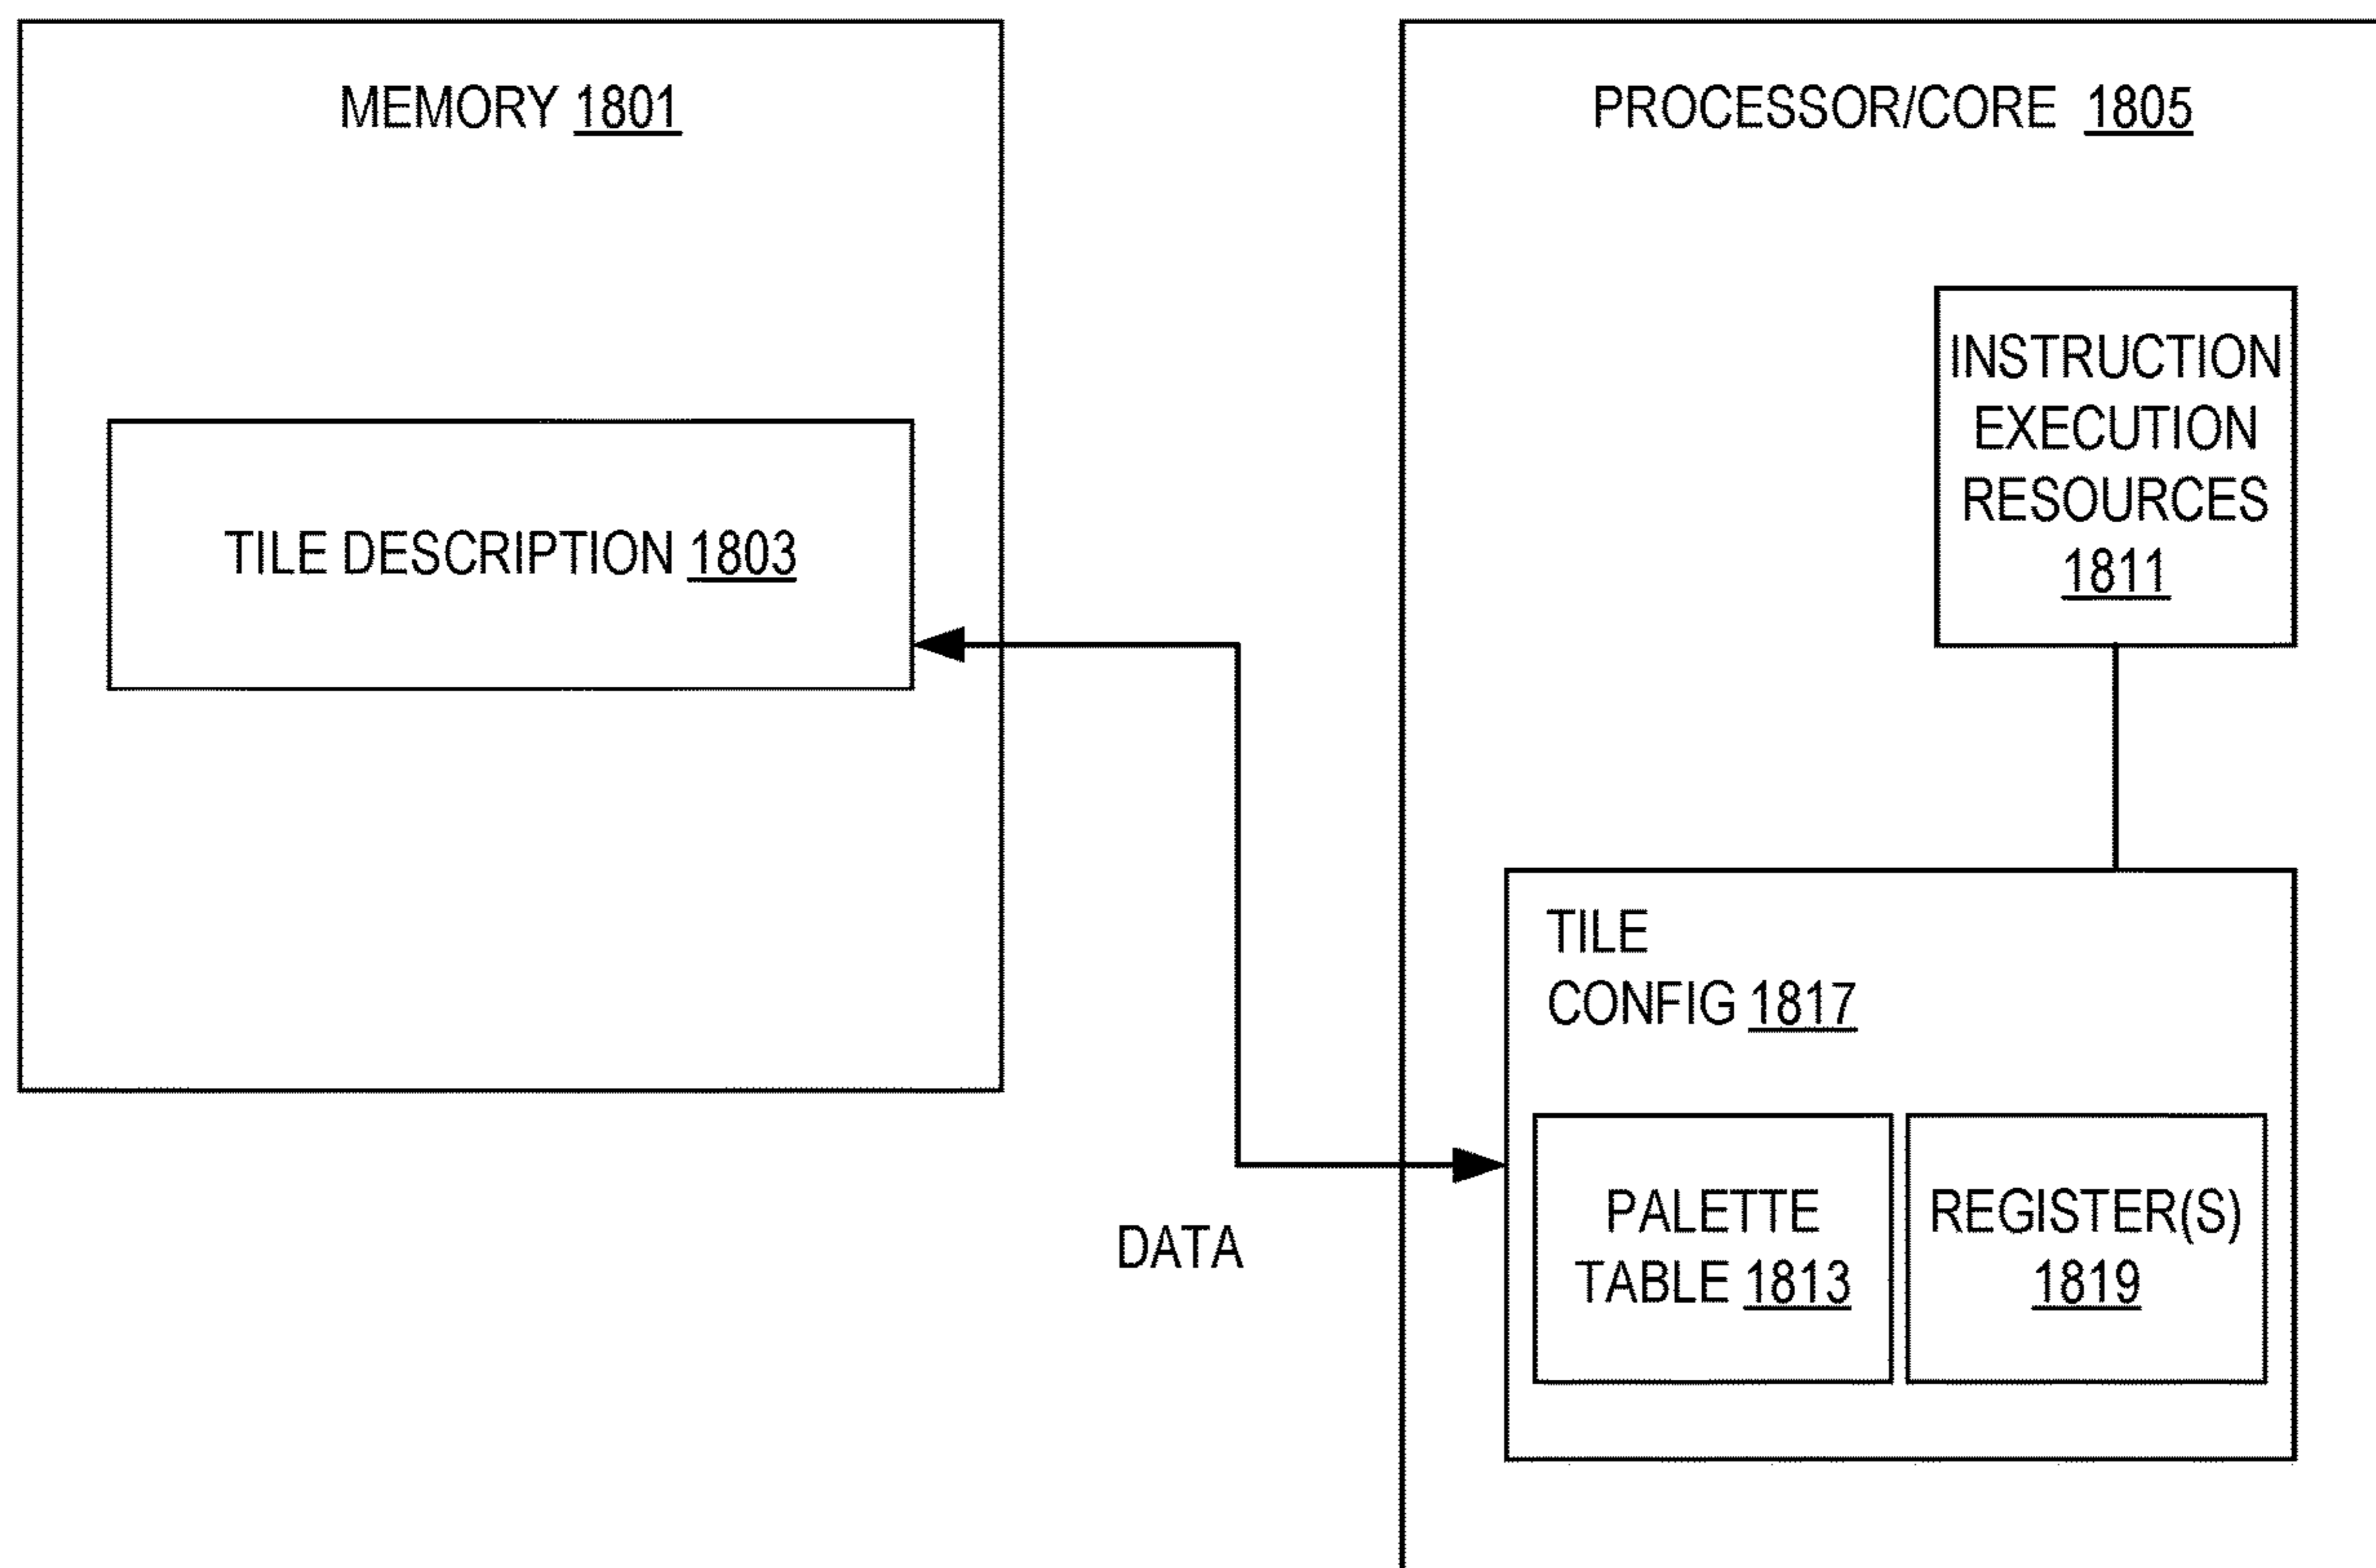 MEMORY 1801
PROCESSOR/CORE 1805
INSTRUCTION
EXECUTION
RESOURCES
1811
TILE DESCRIPTION 1803
TILE
CONFIG 1817
PALETTE
TABLE 1813
REGISTER(S)
1819
DATA